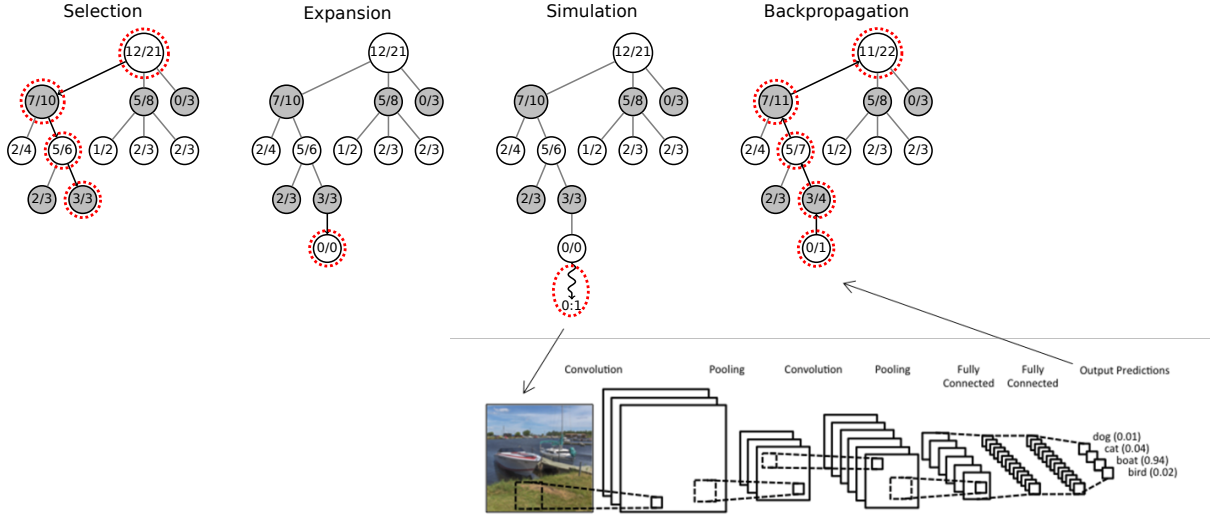 Selection
Expansion
Simulation
Backpropagation
12/21
7/10
5/8
0/3
2/4
5/6
1/2
2/3
2/3
2/3
3/3
12/21
7/10
5/8
0/3
2/4
5/6
1/2
2/3
2/3
2/3
3/3
0/0
12/21
7/10
5/8
0/3
2/4
5/6
1/2
2/3
2/3
2/3
3/3
0/0
0:1
11/22
7/11
5/8
0/3
2/4
5/7
1/2
2/3
2/3
2/3
3/4
0/1
Convolution
Pooling
Convolution
Pooling
Fully
Connected
Fully
Connected
Output Predictions
dog (0.01)
cat (0.04)
boat (0.94)
bird (0.02)